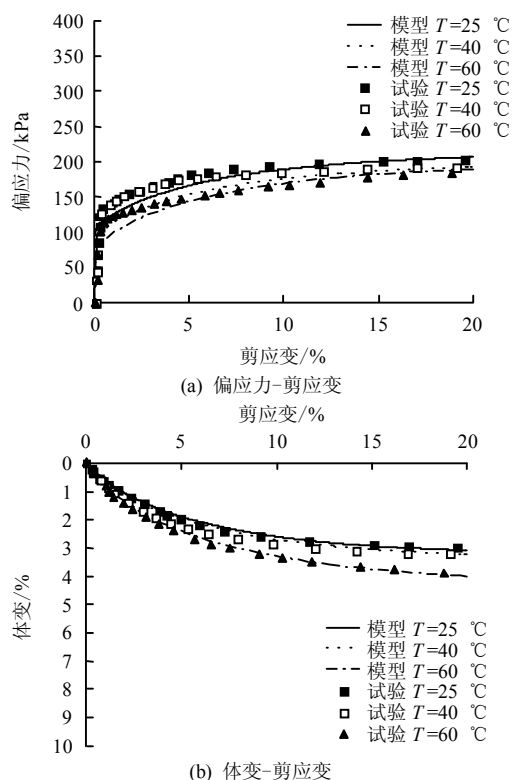 模型 T=25 ℃
模型 T=40 ℃
模型 T=60 ℃
试验 T=25 ℃
试验 T=40 ℃
试验 T=60 ℃
400
350
300
250
200
150
100
50
0
偏应力/kPa
0 5 10 15 20
剪应变/%
(a) 偏应力-剪应变
剪应变/%
0 5 10 15 20
0
1
2
3
4
5
6
7
8
9
10
体变/%
模型 T=25 ℃
模型 T=40 ℃
模型 T=60 ℃
试验 T=25 ℃
试验 T=40 ℃
试验 T=60 ℃
(b) 体变-剪应变